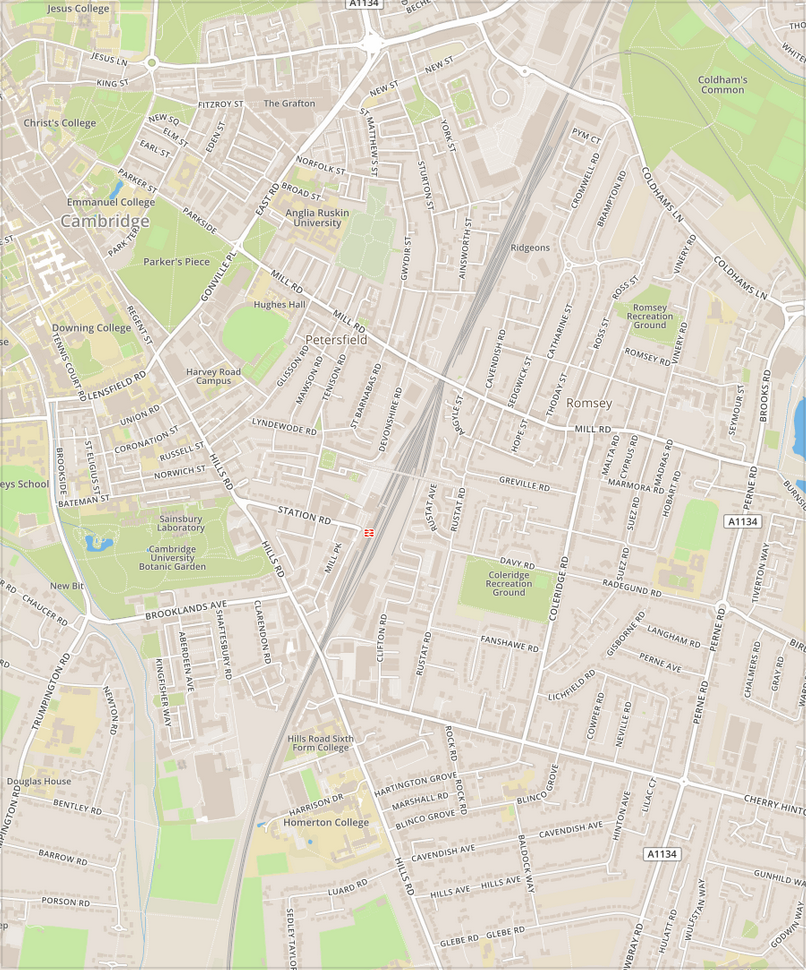 Jesus College
A1134
JESUS LN
KING ST
NEW ST
NEW ST
Coldham's
Common
FITZROY ST
The Grafton
Christ's College
NEW SQ
ELM ST
EARL ST
EDEN ST
ST MATTHEW'S ST
YORK ST
PYM CT
NORFOLK ST
STURTON ST
CROMWELL RD
BRAMPTON RD
COLDHAMS LN
PARKER ST
BROAD ST
EAST RD
Emmanuel College
Cambridge
PARKSIDE
Anglia Ruskin
University
PARK TER
GWYDIR ST
AINSWORTH ST
Ridgeons
VINERY RD
COLDHAMS LN
Parker's Piece
GONVILLE PL
MILL RD
ROSS ST
Hughes Hall
MILL RD
Romsey
Recreation
Ground
REGENT ST
Downing College
Petersfield
CATHARINE ST
ROSS ST
VINERY RD
TENNIS COURT RD
CAVENDISH RD
ROMSEY RD
GLISSON RD
MAWSON RD
TENISON RD
Harvey Road
Campus
LENSFIELD RD
ST BARNABAS RD
DEVONSHIRE RD
SEDGWICK ST
THODAY ST
Romsey
SEYMOUR ST
BROOKS RD
UNION RD
ARGYLE ST
HOPE ST
MILL RD
LYNDEWODE RD
CORONATION ST
RUSSELL ST
ST ELIGIUS ST
NORWICH ST
HILLS RD
BROOKSIDE
MALTA RD
CYPRUS RD
MADRAS RD
MARMORA RD
HOBART RD
PERNE RD
eys School
BATEMAN ST
GREVILLE RD
RUSTAT AVE
RUSTAT RD
SUEZ RD
A1134
Sainsbury
Laboratory
STATION RD
Cambridge
University
Botanic Garden
HILLS RD
MILL PK
DAVY RD
Coleridge
Recreation
Ground
COLERIDGE RD
SUEZ RD
RADEGUND RD
TIVERTON WAY
New Bit
CHAUCER RD
BROOKLANDS AVE
CLARENDON RD
SHAFTESBURY RD
ABERDEEN AVE
KINGFISHER WAY
CLIFTON RD
RUSTAT RD
FANSHAWE RD
GISBORNE RD
LANGHAM RD
PERNE AVE
PERNE RD
CHALMERS RD
GRAY RD
TRUMPINGTON RD
NEWTON RD
LICHFIELD RD
COWPER RD
NEVILLE RD
PERNE RD
Hills Road Sixth
Form College
ROCK RD
Douglas House
HARTINGTON GROVE
MARSHALL RD
ROCK RD
BLINCO GROVE
BLINCO GROVE
HARRISON DR
Homerton College
HINTON AVE
LILAC CT
CHERRY HINTO
BENTLEY RD
CAVENDISH AVE
CAVENDISH AVE
BALDOCK WAY
A1134
BARROW RD
LUARD RD
HILLS RD
HILLS AVE
HILLS AVE
GUNHILD WA
PORSON RD
SEDLEY TAYLOR
GLEBE RD
GLEBE RD
WBRAY RD
HULATT RD
WULFSTAN WAY
GODWIN WAY